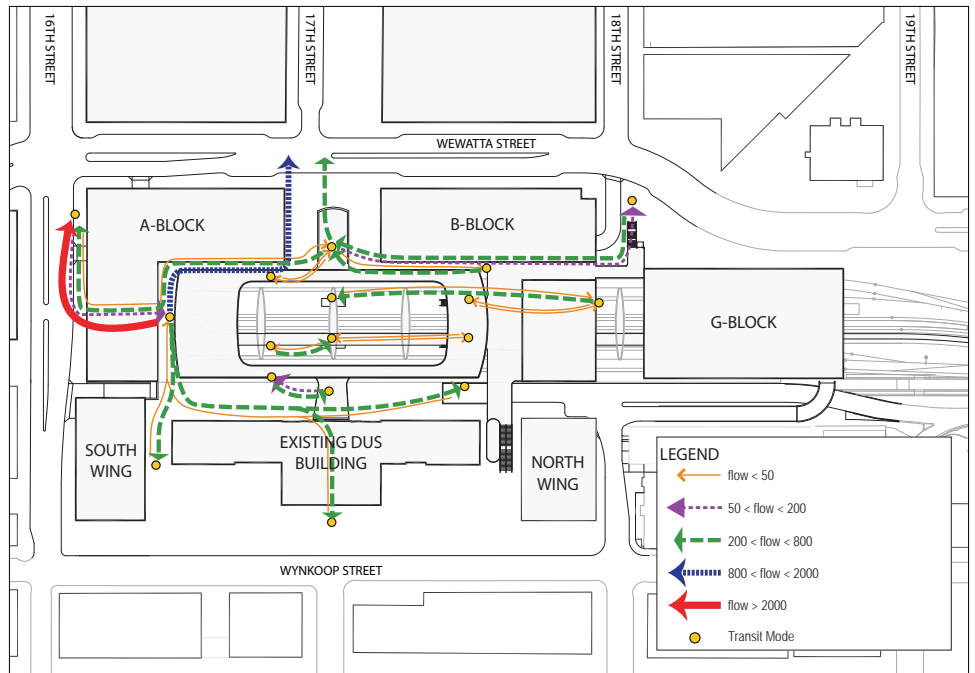 16TH STREET
17TH STREET
18TH STREET
19TH STREET
WEWATTA STREET
A-BLOCK
B-BLOCK
G-BLOCK
SOUTH
WING
EXISTING DUS
BUILDING
NORTH
WING
WYNKOOP STREET
LEGEND
flow < 50
50 < flow < 200
200 < flow < 800
800 < flow < 2000
flow > 2000
Transit Mode